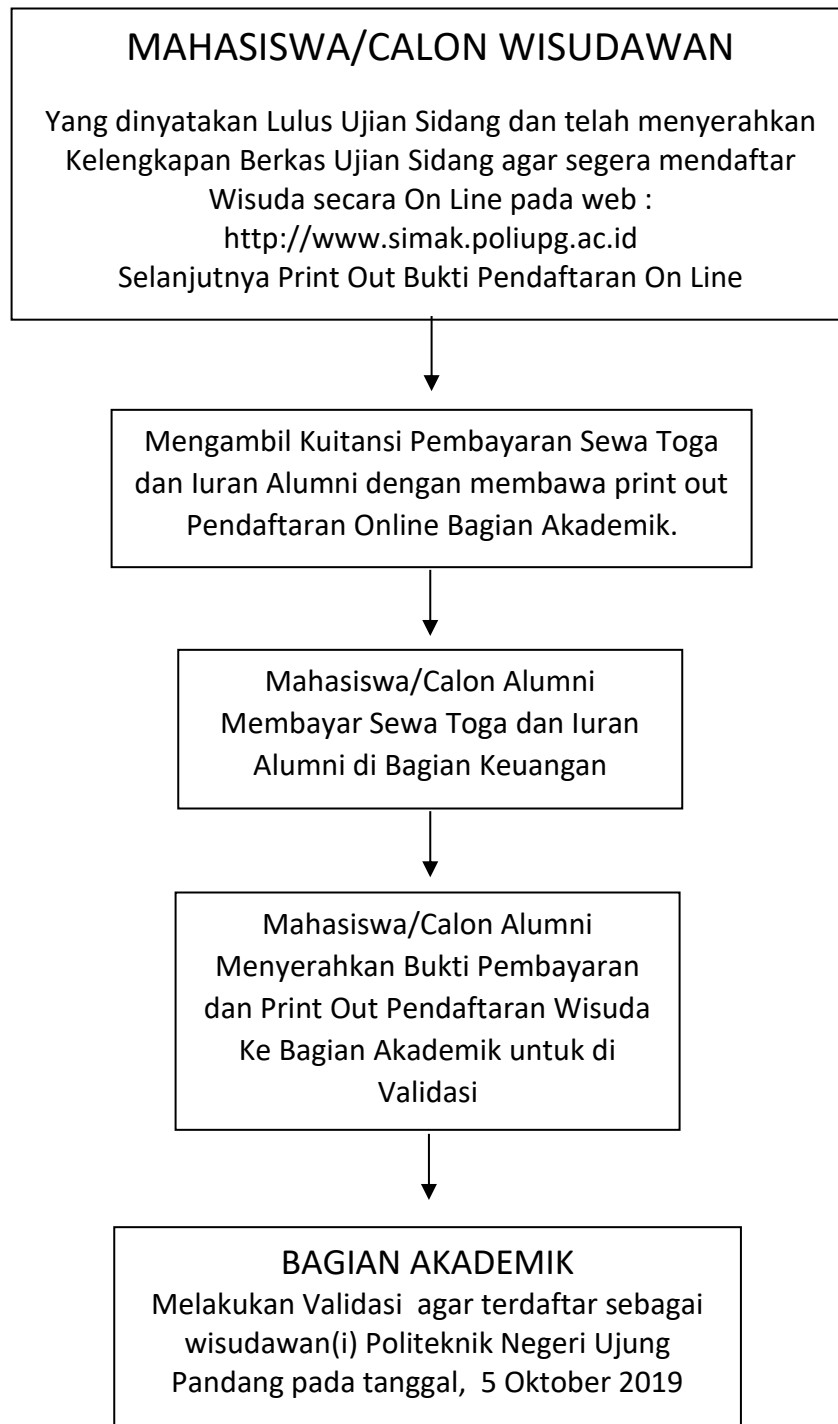 MAHASISWA/CALON WISUDAWAN
Yang dinyatakan Lulus Ujian Sidang dan telah menyerahkan
Kelengkapan Berkas Ujian Sidang agar segera mendaftar
Wisuda secara On Line pada web :
http://www.simak.poliupg.ac.id
Selanjutnya Print Out Bukti Pendaftaran On Line
Mengambil Kuitansi Pembayaran Sewa Toga
dan Iuran Alumni dengan membawa print out
Pendaftaran Online Bagian Akademik.
Mahasiswa/Calon Alumni
Membayar Sewa Toga dan Iuran
Alumni di Bagian Keuangan
Mahasiswa/Calon Alumni
Menyerahkan Bukti Pembayaran
dan Print Out Pendaftaran Wisuda
Ke Bagian Akademik untuk di
Validasi
BAGIAN AKADEMIK
Melakukan Validasi  agar terdaftar sebagai
wisudawan(i) Politeknik Negeri Ujung
Pandang pada tanggal,  5 Oktober 2019